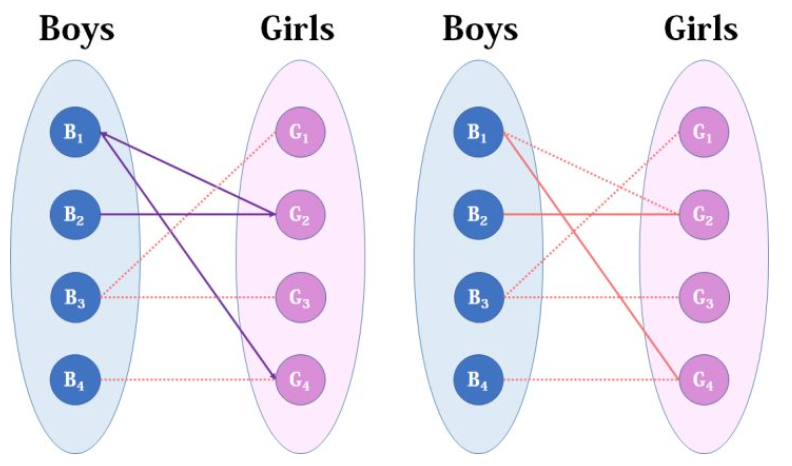 Boys Girls
B1 G1
B2 G2
B3 G3
B4 G4
Boys Girls
B1 G1
B2 G2
B3 G3
B4 G4